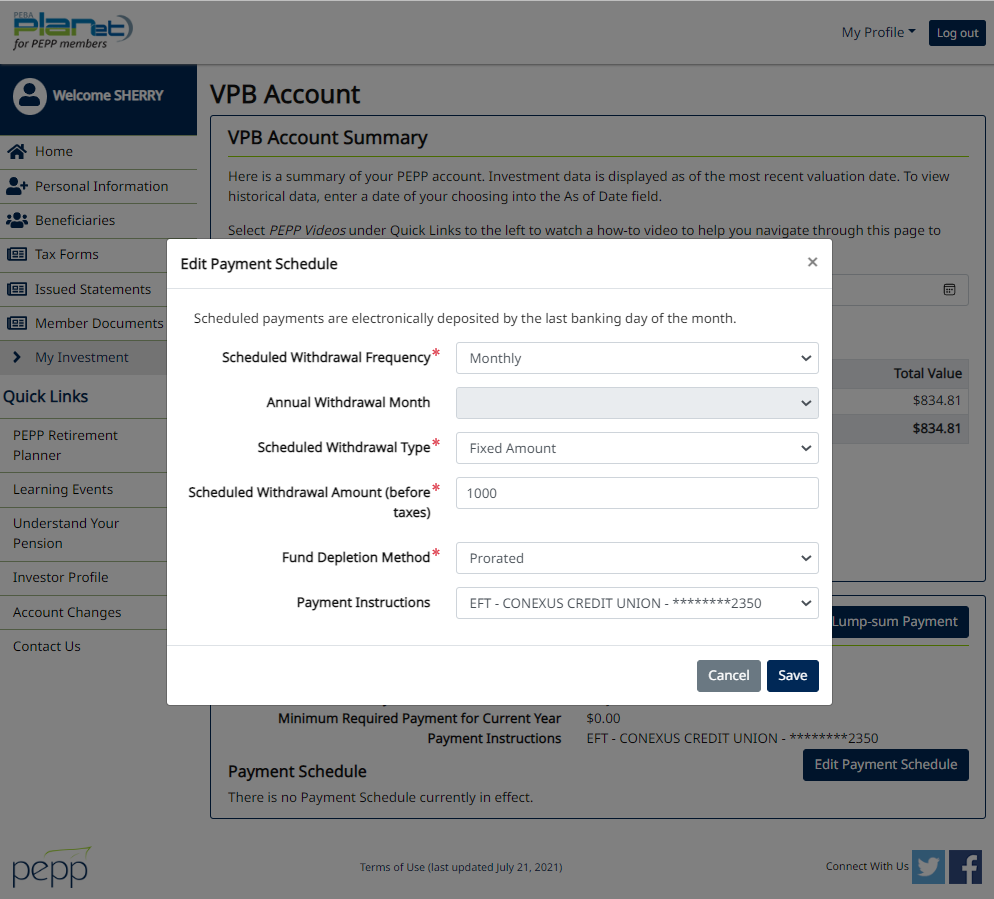 PEBA
Planet
for PEPP members
My Profile
Log out
Welcome SHERRY
Home
Personal Information
Beneficiaries
Tax Forms
Issued Statements
Member Documents
My Investment
Quick Links
PEPP Retirement
Planner
Learning Events
Understand Your
Pension
Investor Profile
Account Changes
Contact Us
VPB Account
VPB Account Summary
Here is a summary of your PEPP account. Investment data is displayed as of the most recent valuation date. To view
historical data, enter a date of your choosing into the As of Date field.
Select PEPP Videos under Quick Links to the left to watch a how-to video to help you navigate through this page to
Total Value
$834.81
$834.81
Edit Payment Schedule
×
Scheduled payments are electronically deposited by the last banking day of the month.
Scheduled Withdrawal Frequency* Monthly
Annual Withdrawal Month
Scheduled Withdrawal Type* Fixed Amount
Scheduled Withdrawal Amount (before* 1000
taxes)
Fund Depletion Method* Prorated
Payment Instructions EFT - CONEXUS CREDIT UNION - ********2350
Cancel Save
Lump-sum Payment
Minimum Required Payment for Current Year $0.00
Payment Instructions EFT - CONEXUS CREDIT UNION - ********2350
Edit Payment Schedule
Payment Schedule
There is no Payment Schedule currently in effect.
pepp
Terms of Use (last updated July 21, 2021)
Connect With Us